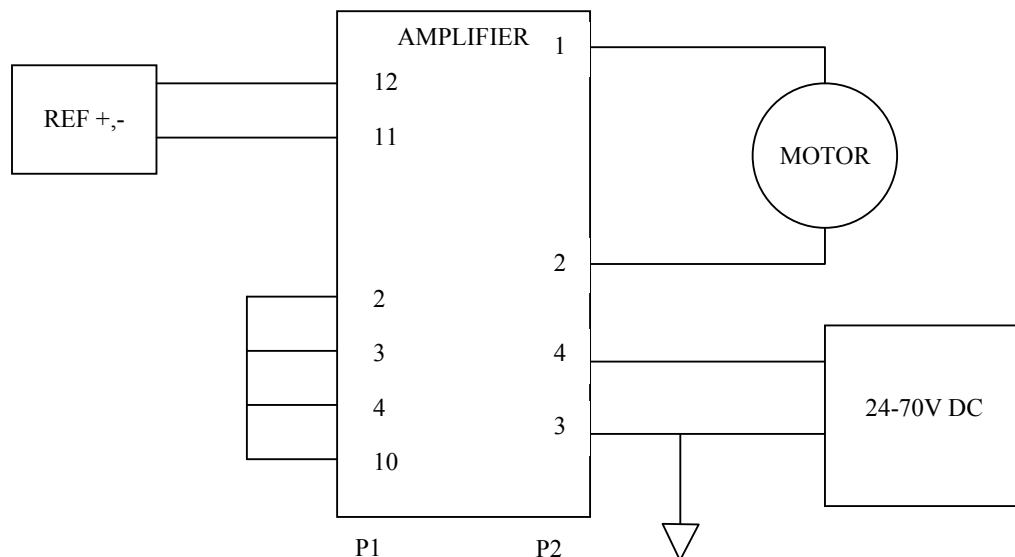 AMPLIFIER
1
12
REF +,-
11
MOTOR
2
2
3
4
4
24-70V DC
3
10
P1
P2